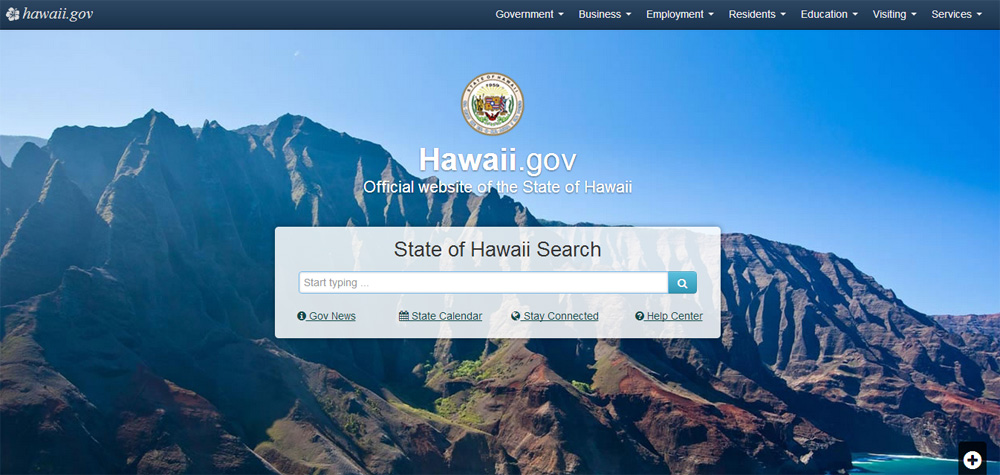 hawaii.gov
Government Business Employment Residents Education Visiting Services
STATE OF HAWAII
1959
Hawaii.gov
Official website of the State of Hawaii
State of Hawaii Search
Start typing ...
Gov News State Calendar Stay Connected Help Center